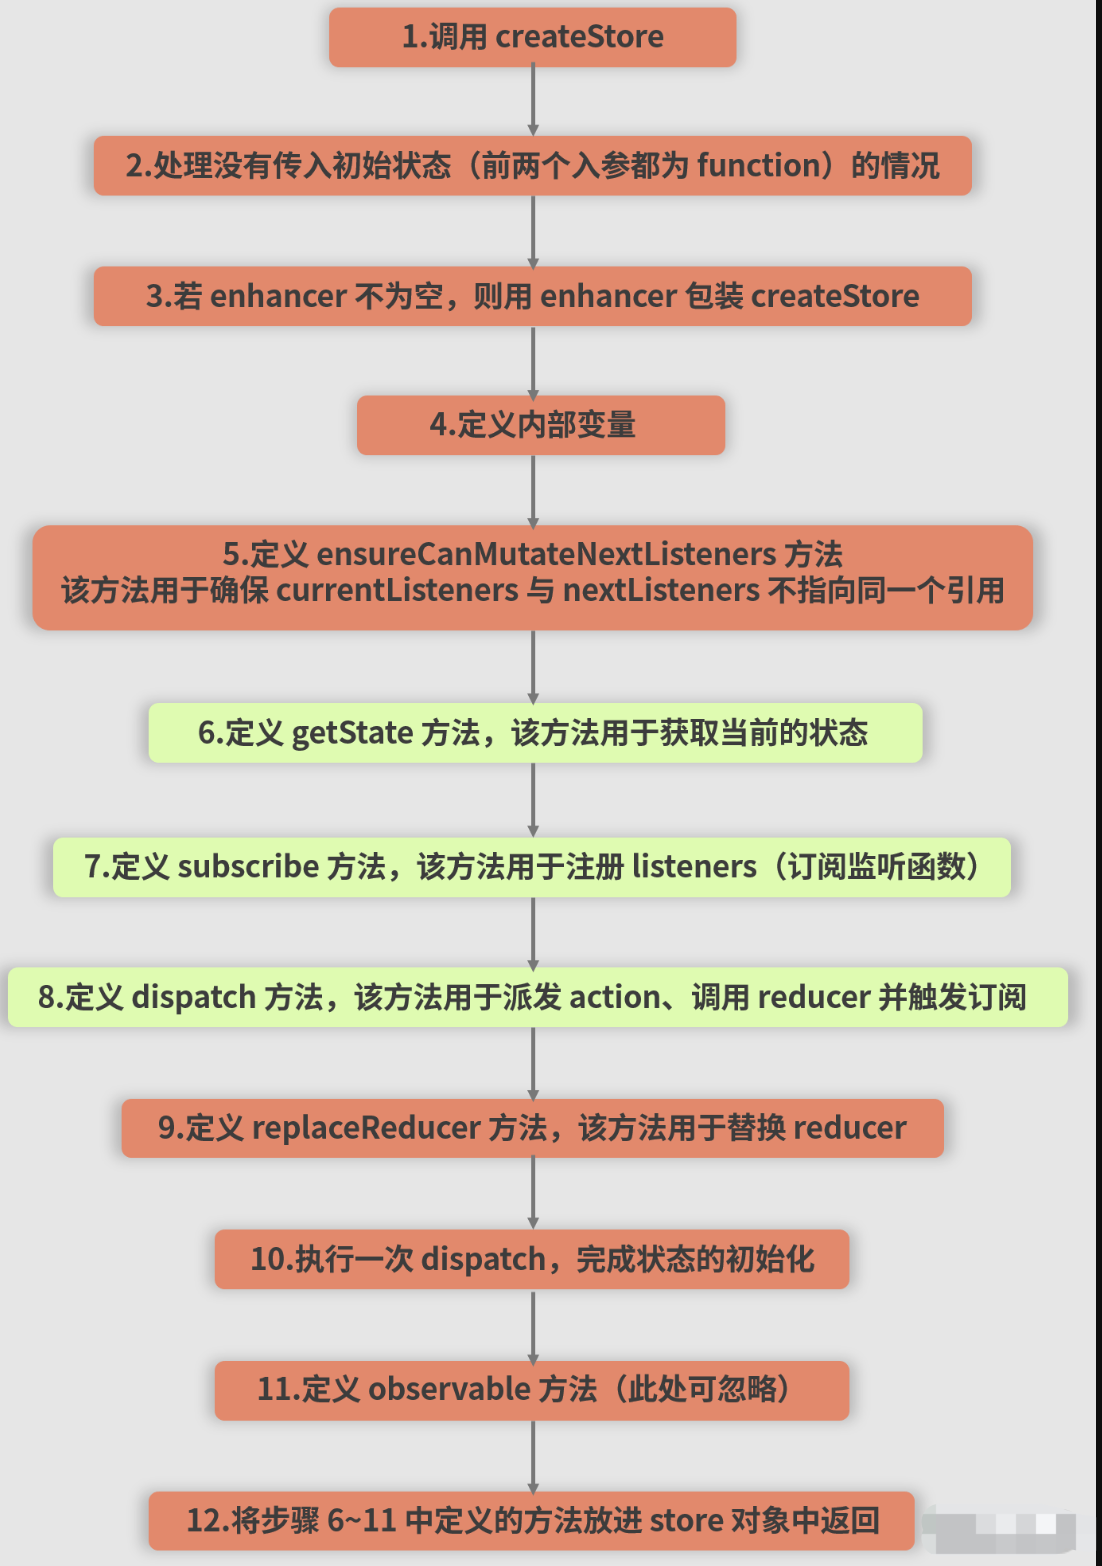 1.调用 createStore
2.处理没有传入初始状态（前两个入参都为 function）的情况
3.若 enhancer 不为空，则用 enhancer 包装 createStore
4.定义内部变量
5.定义 ensureCanMutateNextListeners 方法
该方法用于确保 currentListeners 与 nextListeners 不指向同一个引用
6.定义 getState 方法，该方法用于获取当前的状态
7.定义 subscribe 方法，该方法用于注册 listeners（订阅监听函数）
8.定义 dispatch 方法，该方法用于派发 action、调用 reducer 并触发订阅
9.定义 replaceReducer 方法，该方法用于替换 reducer
10.执行一次 dispatch，完成状态的初始化
11.定义 observable 方法（此处可忽略）
12.将步骤 6~11 中定义的方法放进 store 对象中返回